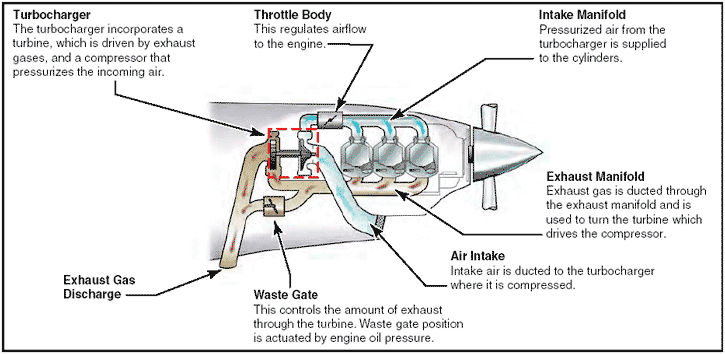 Turbocharger
The turbocharger incorporates a
turbine, which is driven by exhaust
gases, and a compressor that
pressurizes the incoming air.
Throttle Body
This regulates airflow
to the engine.
Intake Manifold
Pressurized air from the
turbocharger is supplied
to the cylinders.
Exhaust Manifold
Exhaust gas is ducted through
the exhaust manifold and is
used to turn the turbine which
drives the compressor.
Air Intake
Intake air is ducted to the turbocharger
where it is compressed.
Exhaust Gas
Discharge
Waste Gate
This controls the amount of exhaust
through the turbine. Waste gate position
is actuated by engine oil pressure.